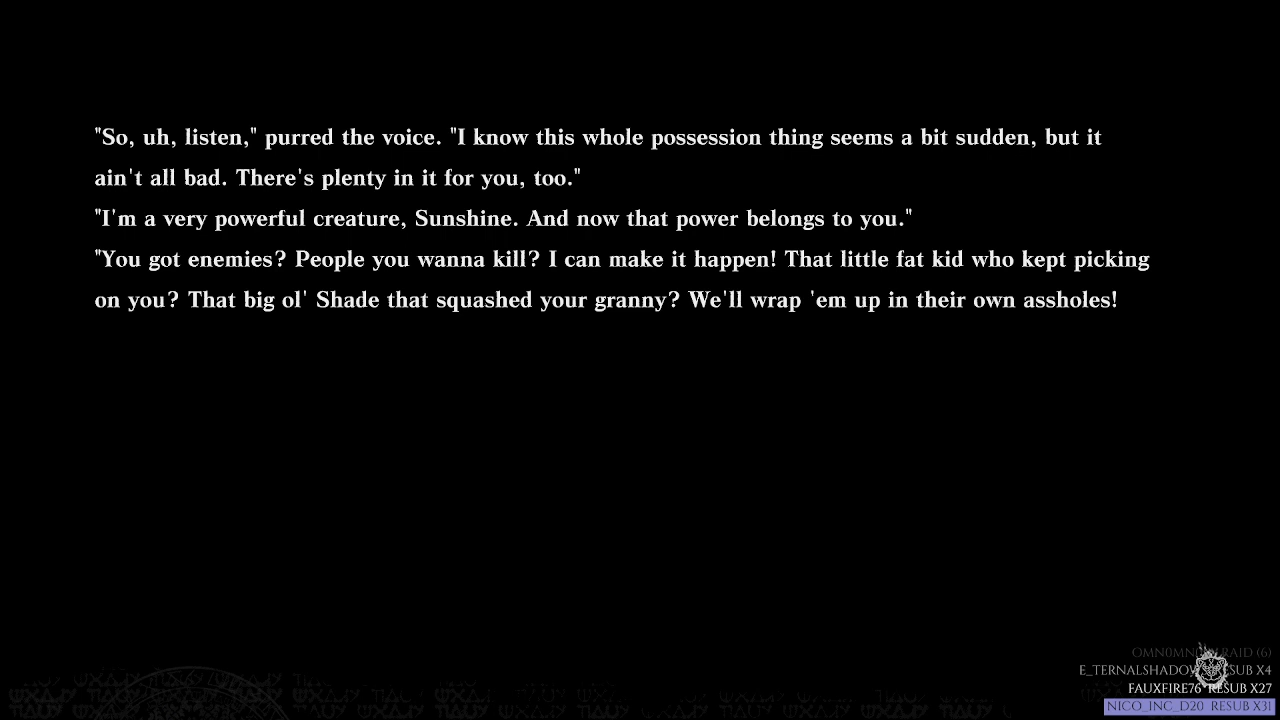 "So, uh, listen," purred the voice. "I know this whole possession thing seems a bit sudden, but it
ain't all bad. There's plenty in it for you, too."
"I'm a very powerful creature, Sunshine. And now that power belongs to you."
"You got enemies? People you wanna kill? I can make it happen! That little fat kid who kept picking
on you? That big ol' Shade that squashed your granny? We'll wrap 'em up in their own assholes!
RAID (6)
X4
FAUXFIRE76 RESUB X27
NICO_INC_D20 RESUB X31